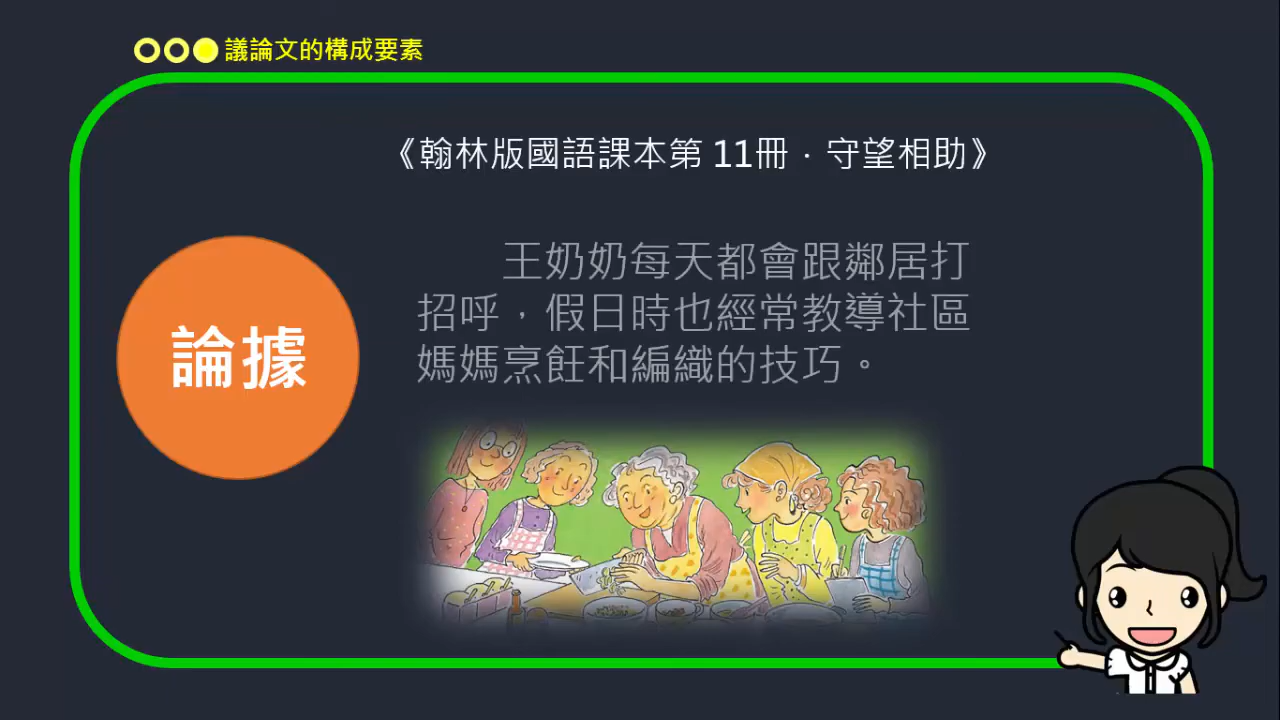 議論文的構成要素
《翰林版國語課本第11冊．守望相助》
論據
王奶奶每天都會跟鄰居打
招呼，假日時也經常教導社區
媽媽烹飪和編織的技巧。